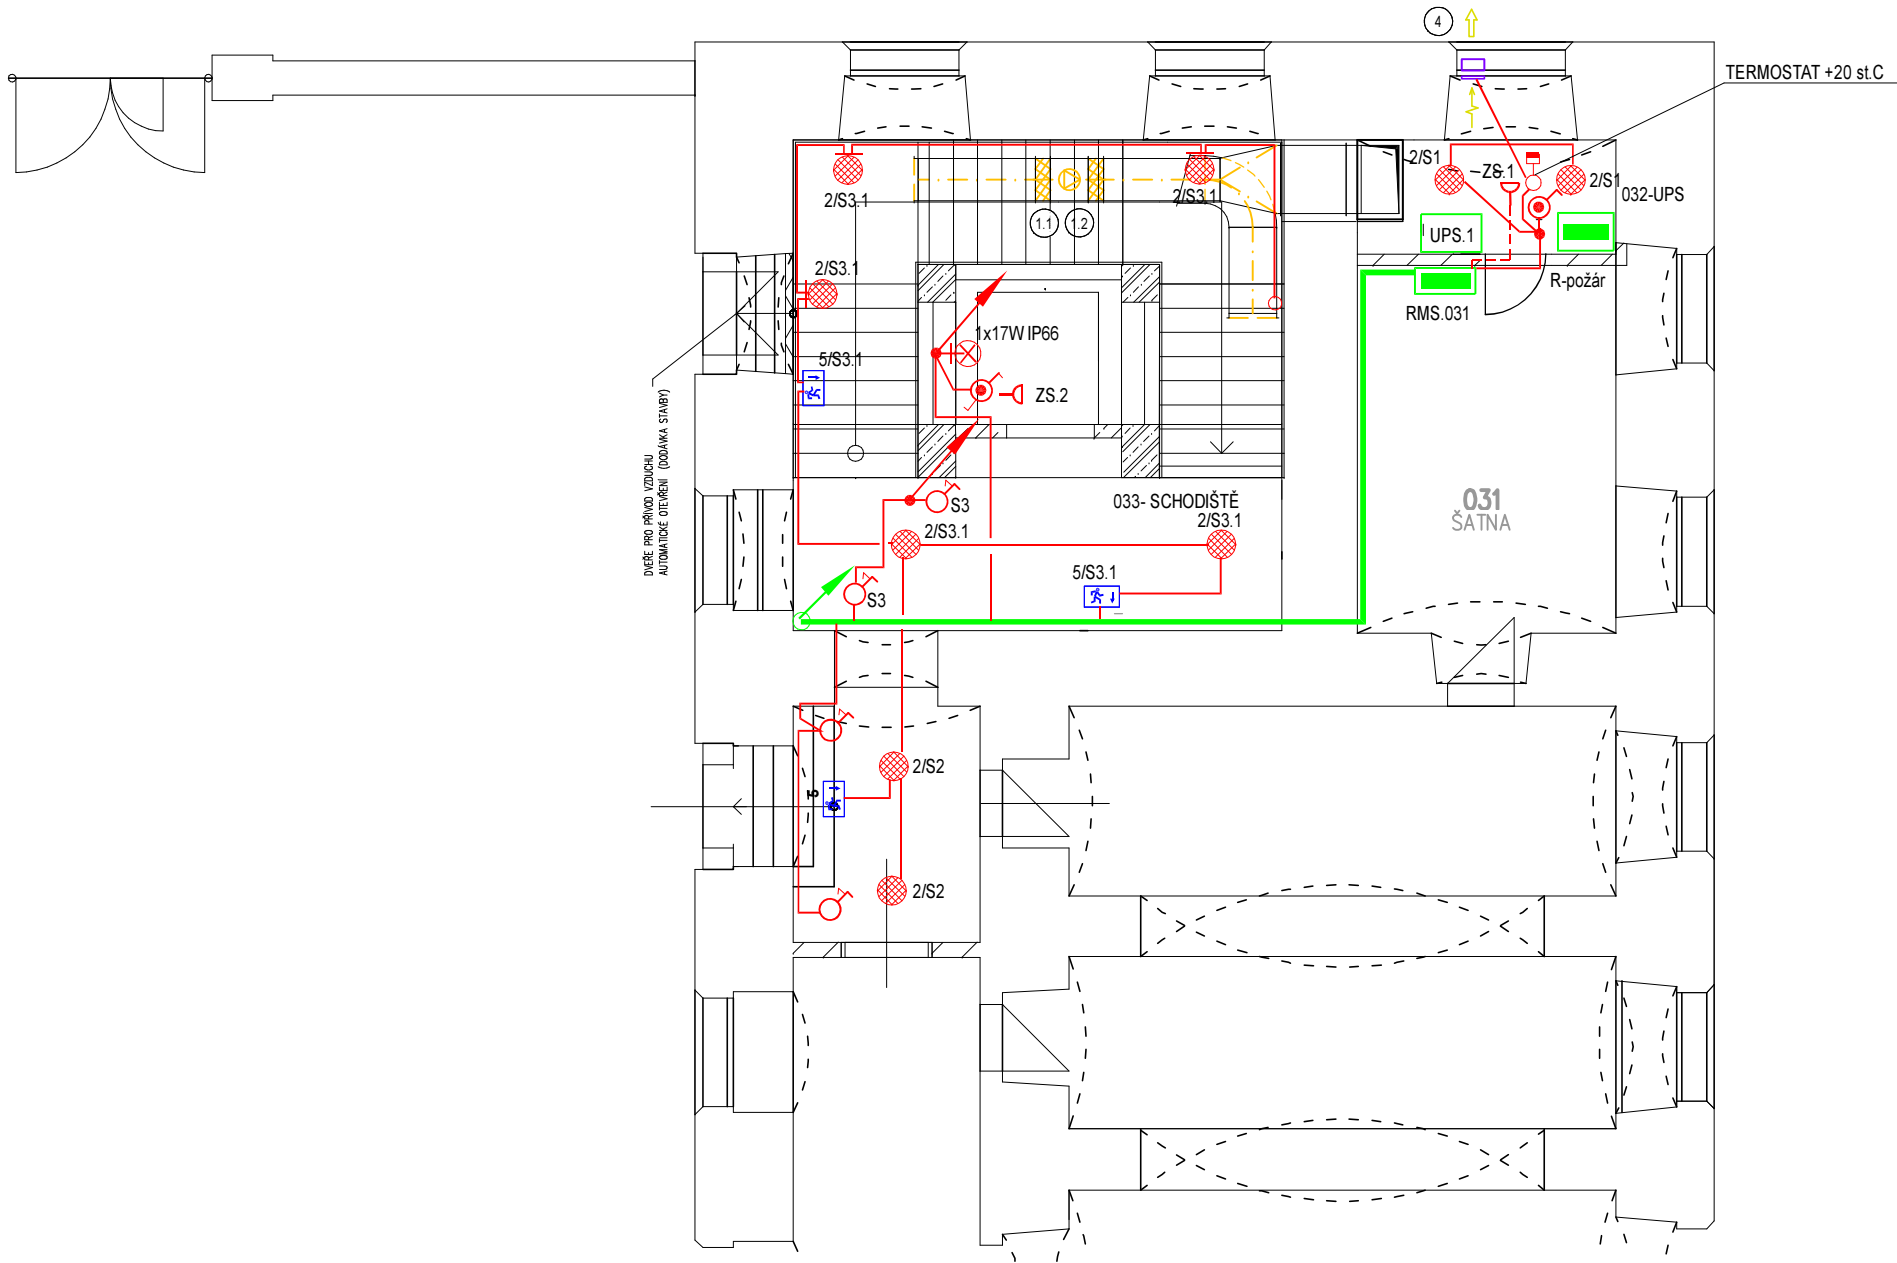 4
TERMOSTAT +20 st.C
2/S1
ZS.1
2/S1
032-UPS
2/S3.1
2/S3.1
1.1
1.2
UPS.1
2/S3.1
R-požár
RMS.031
1x17W IP66
5/S3.1
ZS.2
DVEŘE PRO PŘIVOD VZDUCHU
AUTOMATICKÉ OTEVŘENÍ (DODÁVKA STAVBY)
S3
033- SCHODIŠTĚ
2/S3.1
2/S3.1
031
ŠATNA
5/S3.1
S3
2/S2
5
2/S2